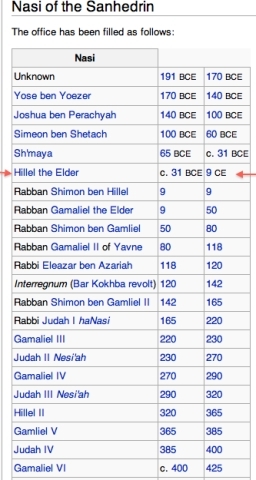 Nasi of the Sanhedrin
The office has been filled as follows:
Nasi
Unknown 191 BCE 170 BCE
Yose ben Yoezer 170 BCE 140 BCE
Joshua ben Perachyah 140 BCE 100 BCE
Simeon ben Shetach 100 BCE 60 BCE
Sh'maya 65 BCE c. 31 BCE
Hillel the Elder c. 31 BCE 9 CE
Rabban Shimon ben Hillel 9 9
Rabban Gamaliel the Elder 9 50
Rabban Shimon ben Gamliel 50 80
Rabban Gamaliel II of Yavne 80 118
Rabbi Eleazar ben Azariah 118 120
Interregnum (Bar Kokhba revolt) 120 142
Rabban Shimon ben Gamliel II 142 165
Rabbi Judah I haNasi 165 220
Gamaliel III 220 230
Judah II Nesi'ah 230 270
Gamaliel IV 270 290
Judah III Nesi'ah 290 320
Hillel II 320 365
Gamliel V 365 385
Judah IV 385 400
Gamaliel VI c. 400 425